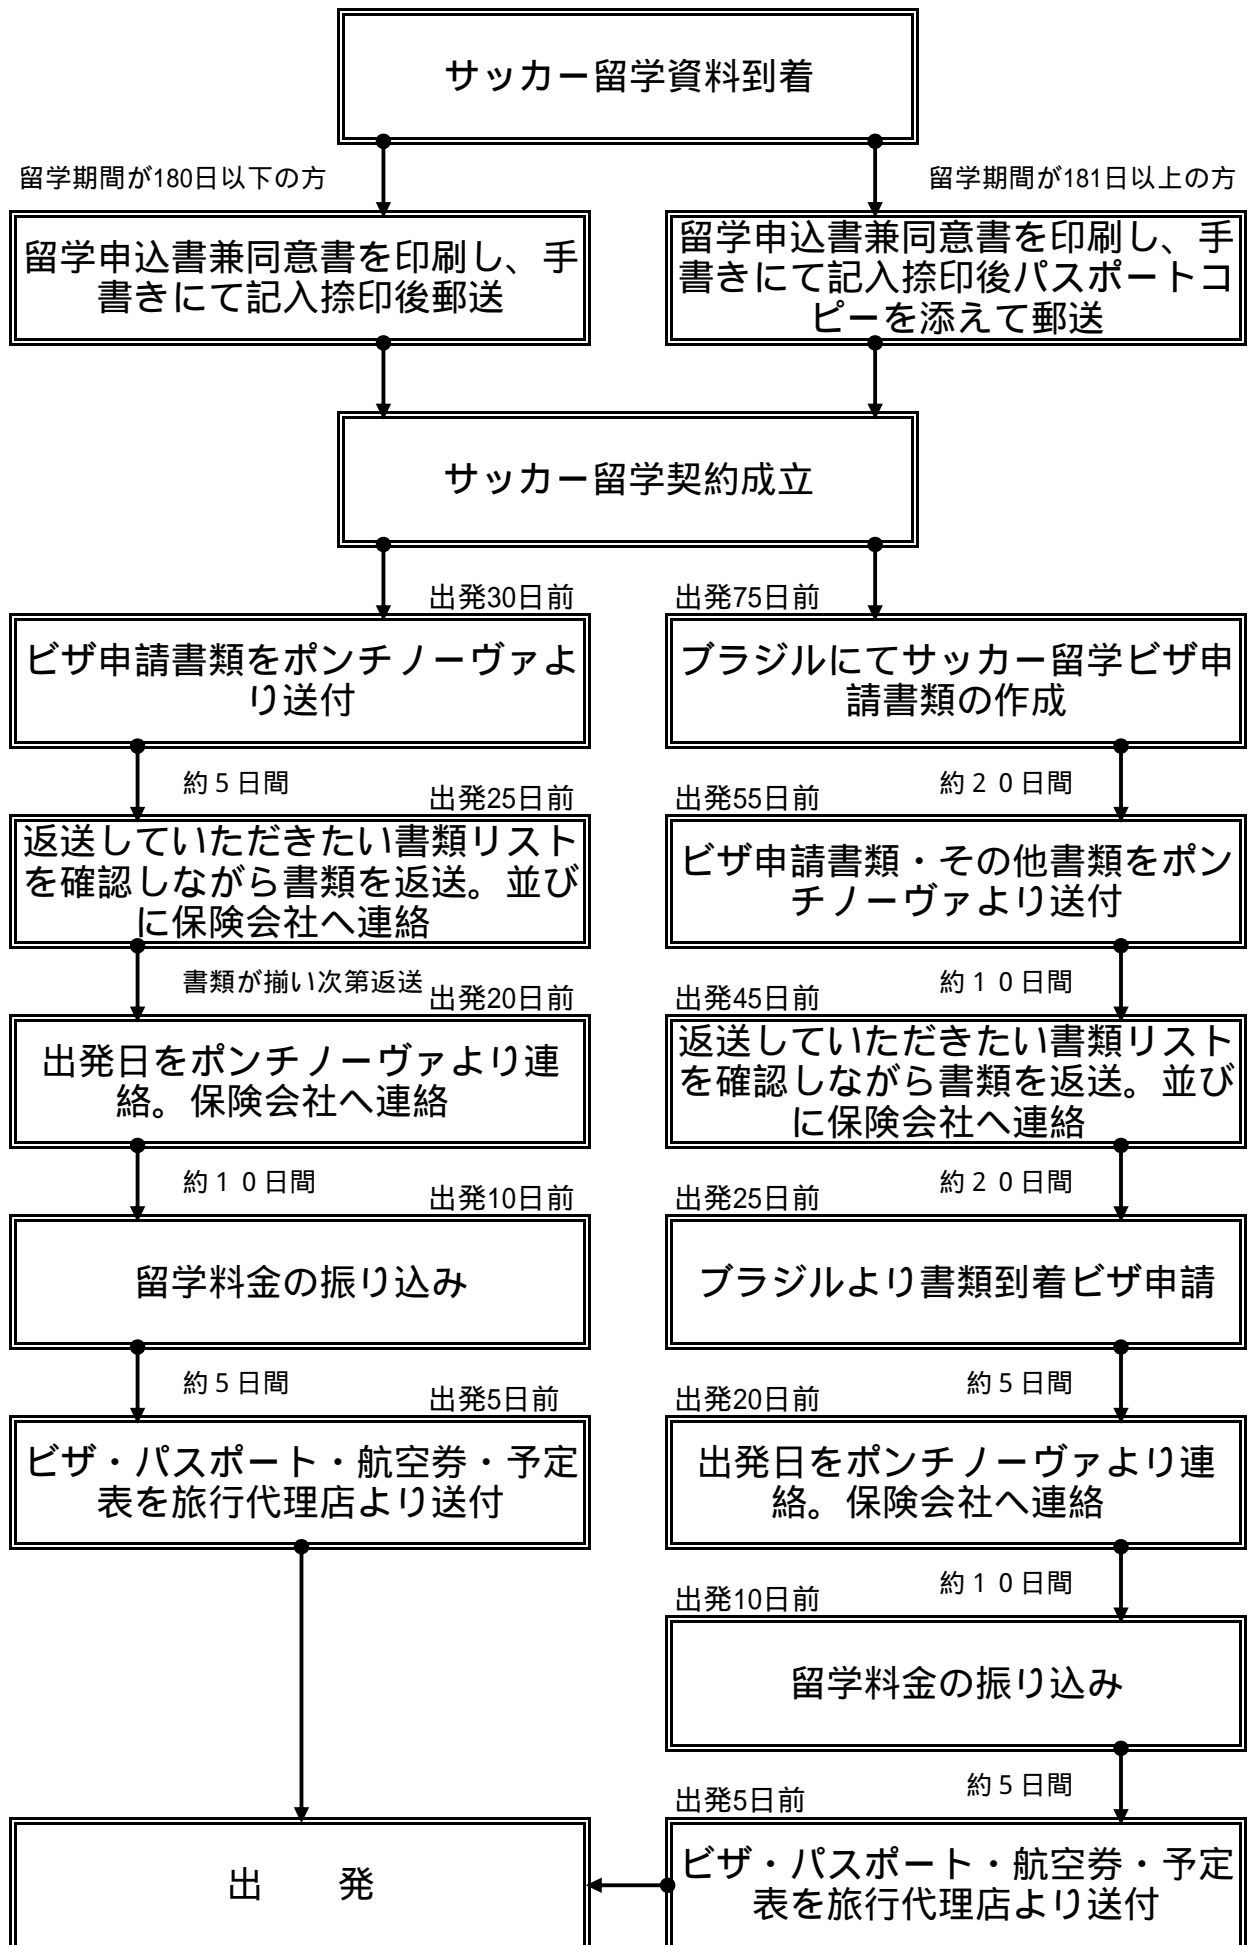 サッカー留学資料到着
留学期間が180日以下の方
留学期間が181日以上の方
留学申込書兼同意書を印刷し、手
書きにて記入捺印後郵送
留学申込書兼同意書を印刷し、手
書きにて記入捺印後パスポートコ
ピーを添えて郵送
サッカー留学契約成立
出発30日前
出発75日前
ビザ申請書類をポンチノーヴァよ
り送付
ブラジルにてサッカー留学ビザ申
請書類の作成
約5日間
出発25日前
約20日間
出発55日前
返送していただきたい書類リスト
を確認しながら書類を返送。並び
に保険会社へ連絡
ビザ申請書類・その他書類をポン
チノーヴァより送付
書類が揃い次第返送
出発20日前
約10日間
出発45日前
出発日をポンチノーヴァより連
絡。保険会社へ連絡
返送していただきたい書類リスト
を確認しながら書類を返送。並び
に保険会社へ連絡
約10日間
出発10日前
約20日間
出発25日前
留学料金の振り込み
ブラジルより書類到着ビザ申請
約5日間
出発5日前
約5日間
出発20日前
ビザ・パスポート・航空券・予定
表を旅行代理店より送付
出発日をポンチノーヴァより連
絡。保険会社へ連絡
約10日間
出発10日前
留学料金の振り込み
約5日間
出発5日前
出　　発
ビザ・パスポート・航空券・予定
表を旅行代理店より送付